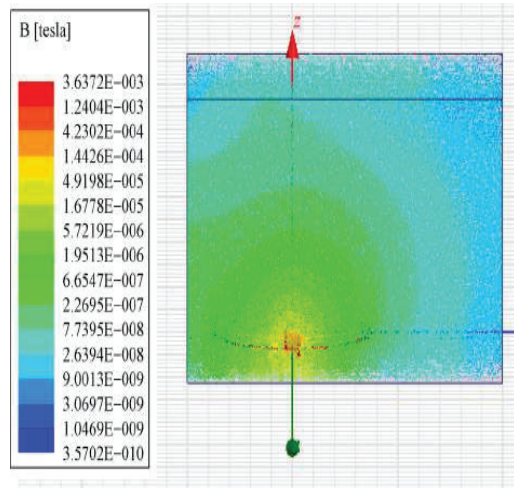 B [tesla]
3.6372E-003
1.2404E-003
4.2302E-004
1.4426E-004
4.9198E-005
1.6778E-005
5.7219E-006
1.9513E-006
6.6547E-007
2.2695E-007
7.7395E-008
2.6394E-008
9.0013E-009
3.0697E-009
1.0469E-009
3.5702E-010
z